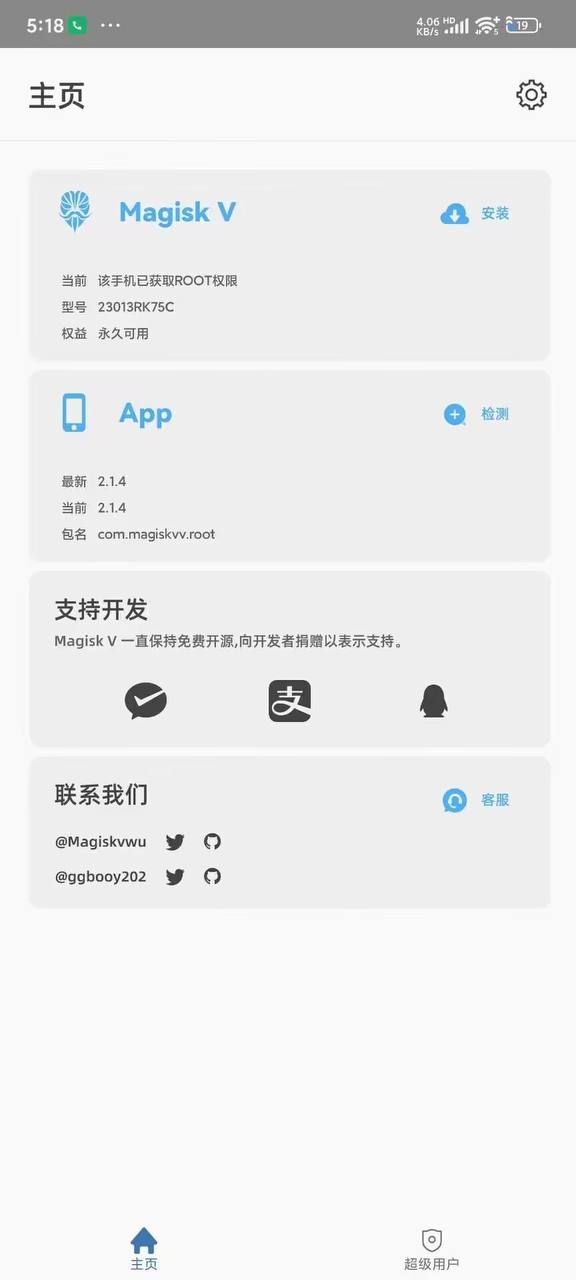 5:18 ··· 4.06 KB/s HD 5 19
主页
Magisk V 安装
当前 该手机已获取ROOT权限
型号 23013RK75C
权益 永久可用
App 检测
最新 2.1.4
当前 2.1.4
包名 com.magiskvv.root
支持开发
Magisk V 一直保持免费开源,向开发者捐赠以表示支持。
支
联系我们 客服
@Magiskvwu
@ggbooy202
主页 超级用户